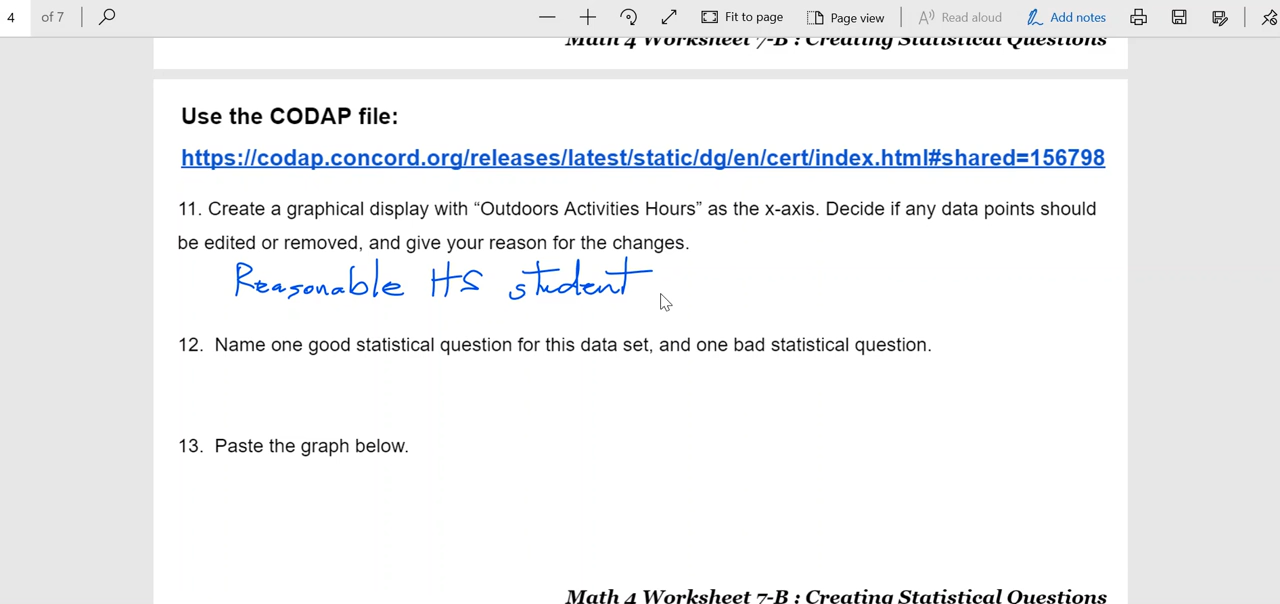 4 of 7 Fit to page Page view Read aloud Add notes
Math 4 Worksheet 7-B : Creating Statistical Questions
Use the CODAP file:
https://codap.concord.org/releases/latest/static/dg/en/cert/index.html#shared=156798
11. Create a graphical display with “Outdoors Activities Hours” as the x-axis. Decide if any data points should
be edited or removed, and give your reason for the changes.
Reasonable HS student
12. Name one good statistical question for this data set, and one bad statistical question.
13. Paste the graph below.
Math 4 Worksheet 7-B : Creating Statistical Questions